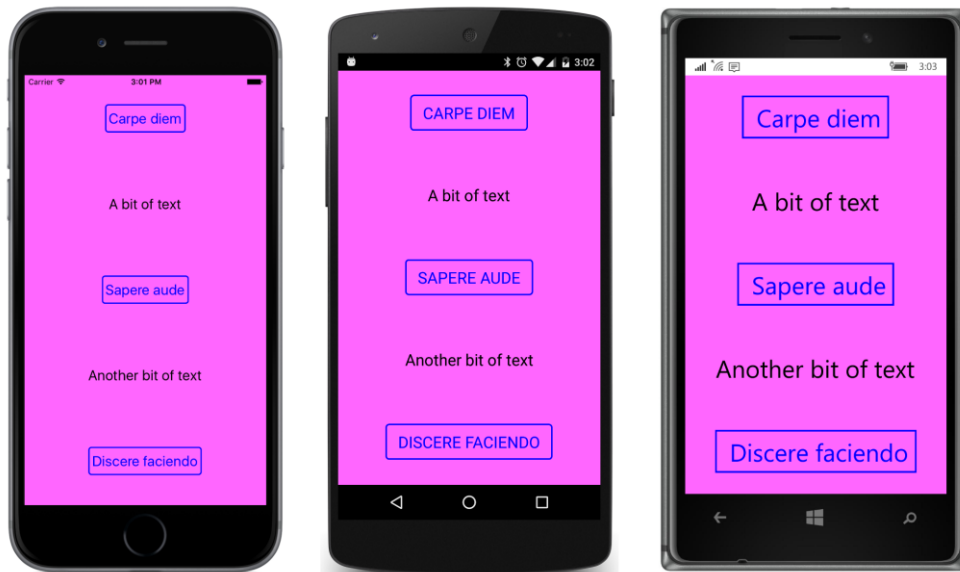 Carrier 3:01 PM
Carpe diem
A bit of text
Sapere aude
Another bit of text
Discere faciendo
3:02
CARPE DIEM
A bit of text
SAPERE AUDE
Another bit of text
DISCERE FACIENDO
3:03
Carpe diem
A bit of text
Sapere aude
Another bit of text
Discere faciendo